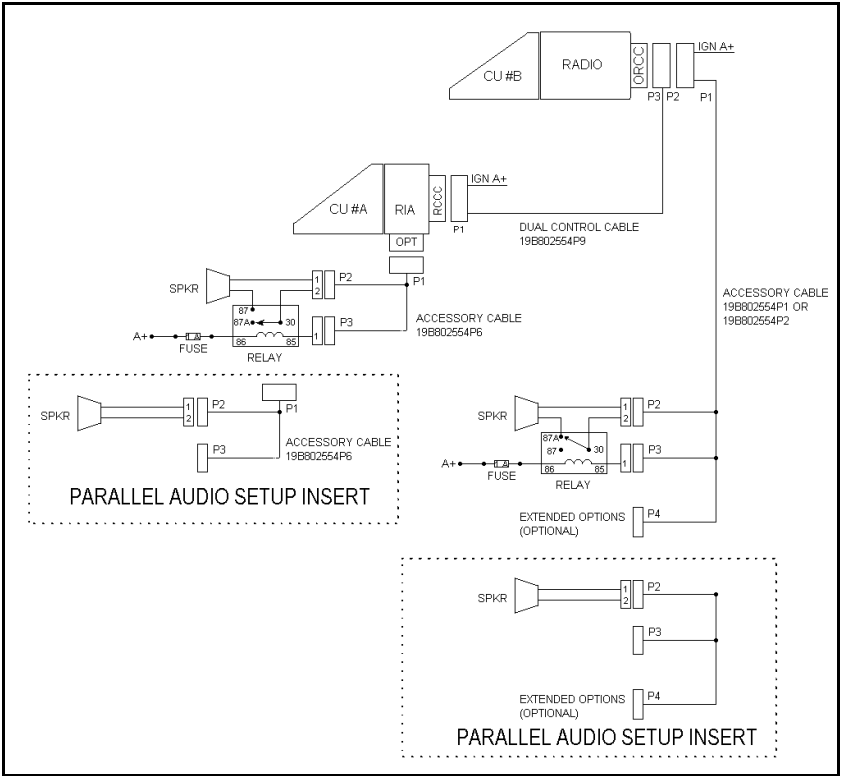 IGN A+
RADIO
ORCC
CU #B
P3 P2
P1
IGN A+
CU #A
RIA
RCCC
P1
DUAL CONTROL CABLE
19B802554P9
OPT
P1
SPKR
1
2
P2
87
87A
30
A+
FUSE
86
85
1
P3
RELAY
ACCESSORY CABLE
19B802554P6
ACCESSORY CABLE
19B802554P1 OR
19B802554P2
SPKR
1
2
P2
P1
P3
ACCESSORY CABLE
19B802554P6
PARALLEL AUDIO SETUP INSERT
SPKR
1
2
P2
87A
87
30
A+
FUSE
86
85
1
P3
RELAY
EXTENDED OPTIONS
(OPTIONAL)
P4
SPKR
1
2
P2
P3
EXTENDED OPTIONS
(OPTIONAL)
P4
PARALLEL AUDIO SETUP INSERT